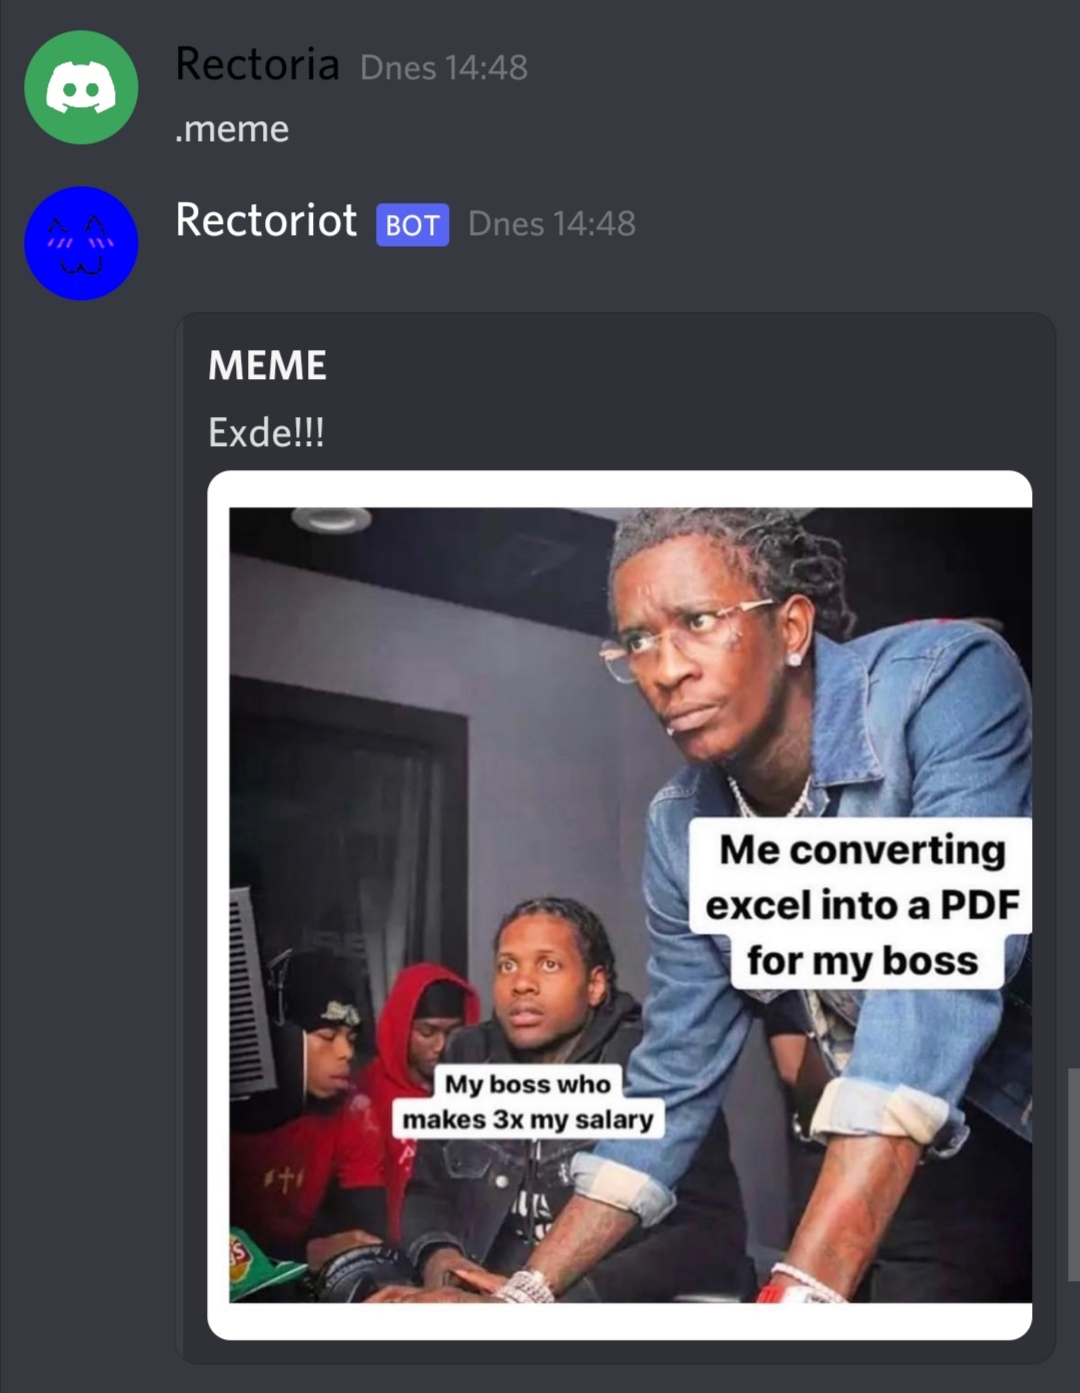 Rectoria Dnes 14:48
.meme
Rectoriot BOT Dnes 14:48
MEME
Exde!!!
Me converting
excel into a PDF
for my boss
My boss who
makes 3x my salary